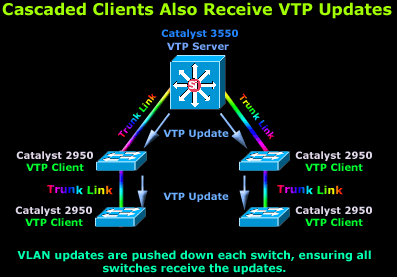 Cascaded Clients Also Receive VTP Updates
Catalyst 3550
VTP Server
Si
Trunk Link
Trunk Link
VTP Update
Catalyst 2950
VTP Client
Catalyst 2950
VTP Client
Trunk Link
VTP Update
Trunk Link
Catalyst 2950
VTP Client
Catalyst 2950
VTP Client
VLAN updates are pushed down each switch, ensuring all
switches receive the updates.